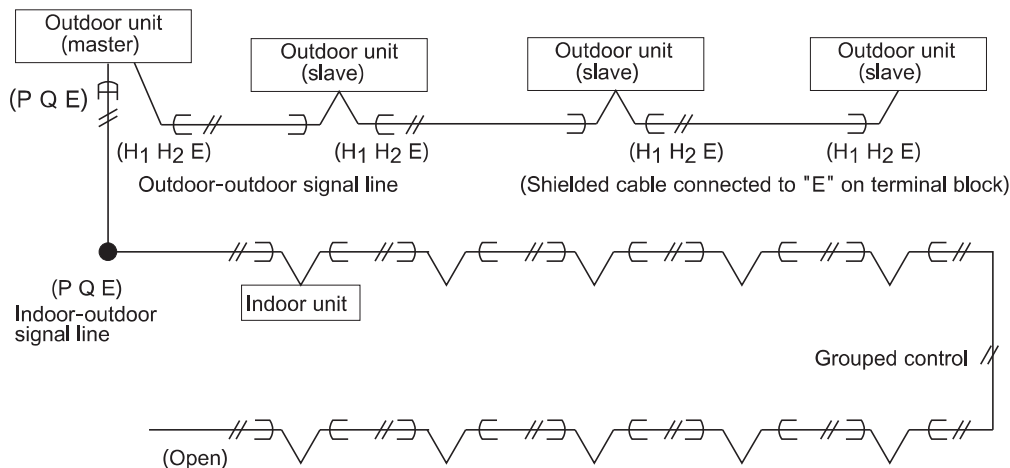 Outdoor unit
(master)
Outdoor unit
(slave)
Outdoor unit
(slave)
Outdoor unit
(slave)
(P Q E)
(H1 H2 E)
(H1 H2 E)
(H1 H2 E)
(H1 H2 E)
Outdoor-outdoor signal line
(Shielded cable connected to "E" on terminal block)
(P Q E)
Indoor-outdoor
signal line
Indoor unit
Grouped control
(Open)